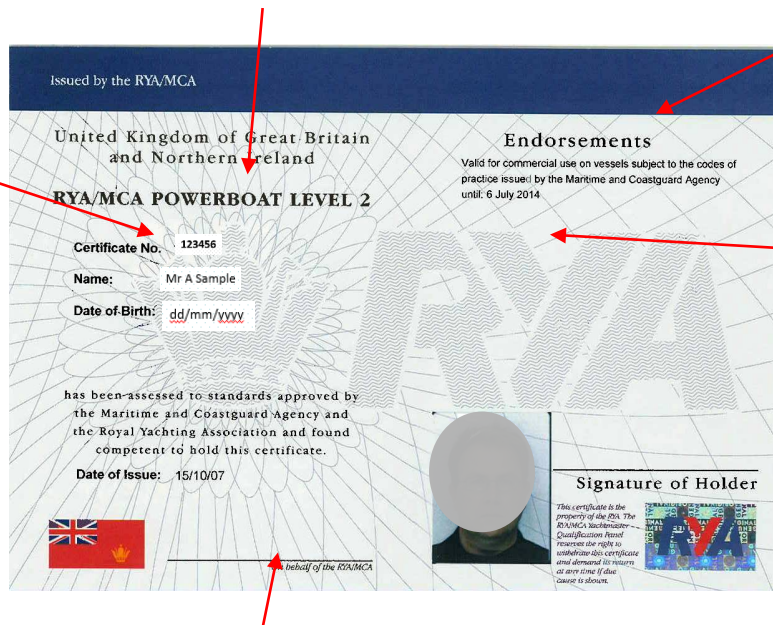 Issued by the RYA/MCA
United Kingdom of Great Britain
and Northern Ireland
RYA/MCA POWERBOAT LEVEL 2
Certificate No. 123456
Name: Mr A Sample
Date of Birth: dd/mm/yyyy
has been assessed to standards approved by
the Maritime and Coastguard Agency and
the Royal Yachting Association and found
competent to hold this certificate.
Date of Issue: 15/10/07
behalf of the RYA/MCA
Endorsements
Valid for commercial use on vessels subject to the codes of
practice issued by the Maritime and Coastguard Agency
until: 6 July 2014
RYA
Signature of Holder
This certificate is the
property of the RYA. The
RYA/MCA Yachtmaster
Qualification Panel
reserves the right to
withdraw this certificate
and demand its return
at any time if due
cause is shown.
RYA